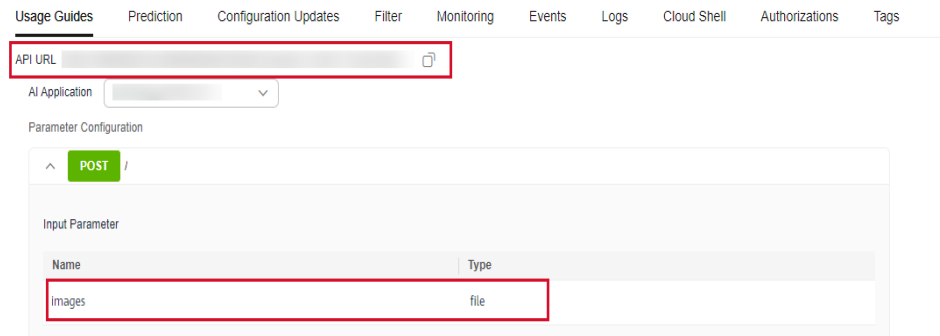 Usage Guides Prediction Configuration Updates Filter Monitoring Events Logs Cloud Shell Authorizations Tags
API URL
AI Application
Parameter Configuration
POST /
Input Parameter
Name Type
images file